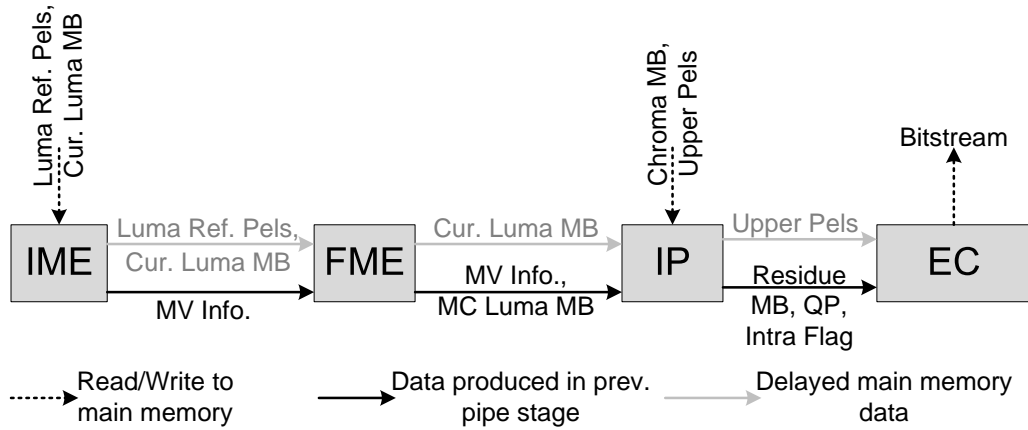 Luma Ref. Pels,
Cur. Luma MB
Chroma MB,
Upper Pels
Bitstream
IME
Luma Ref. Pels,
Cur. Luma MB
MV Info.
FME
Cur. Luma MB
MV Info.,
MC Luma MB
IP
Upper Pels
Residue
MB, QP,
Intra Flag
EC
Read/Write to
main memory
Data produced in prev.
pipe stage
Delayed main memory
data